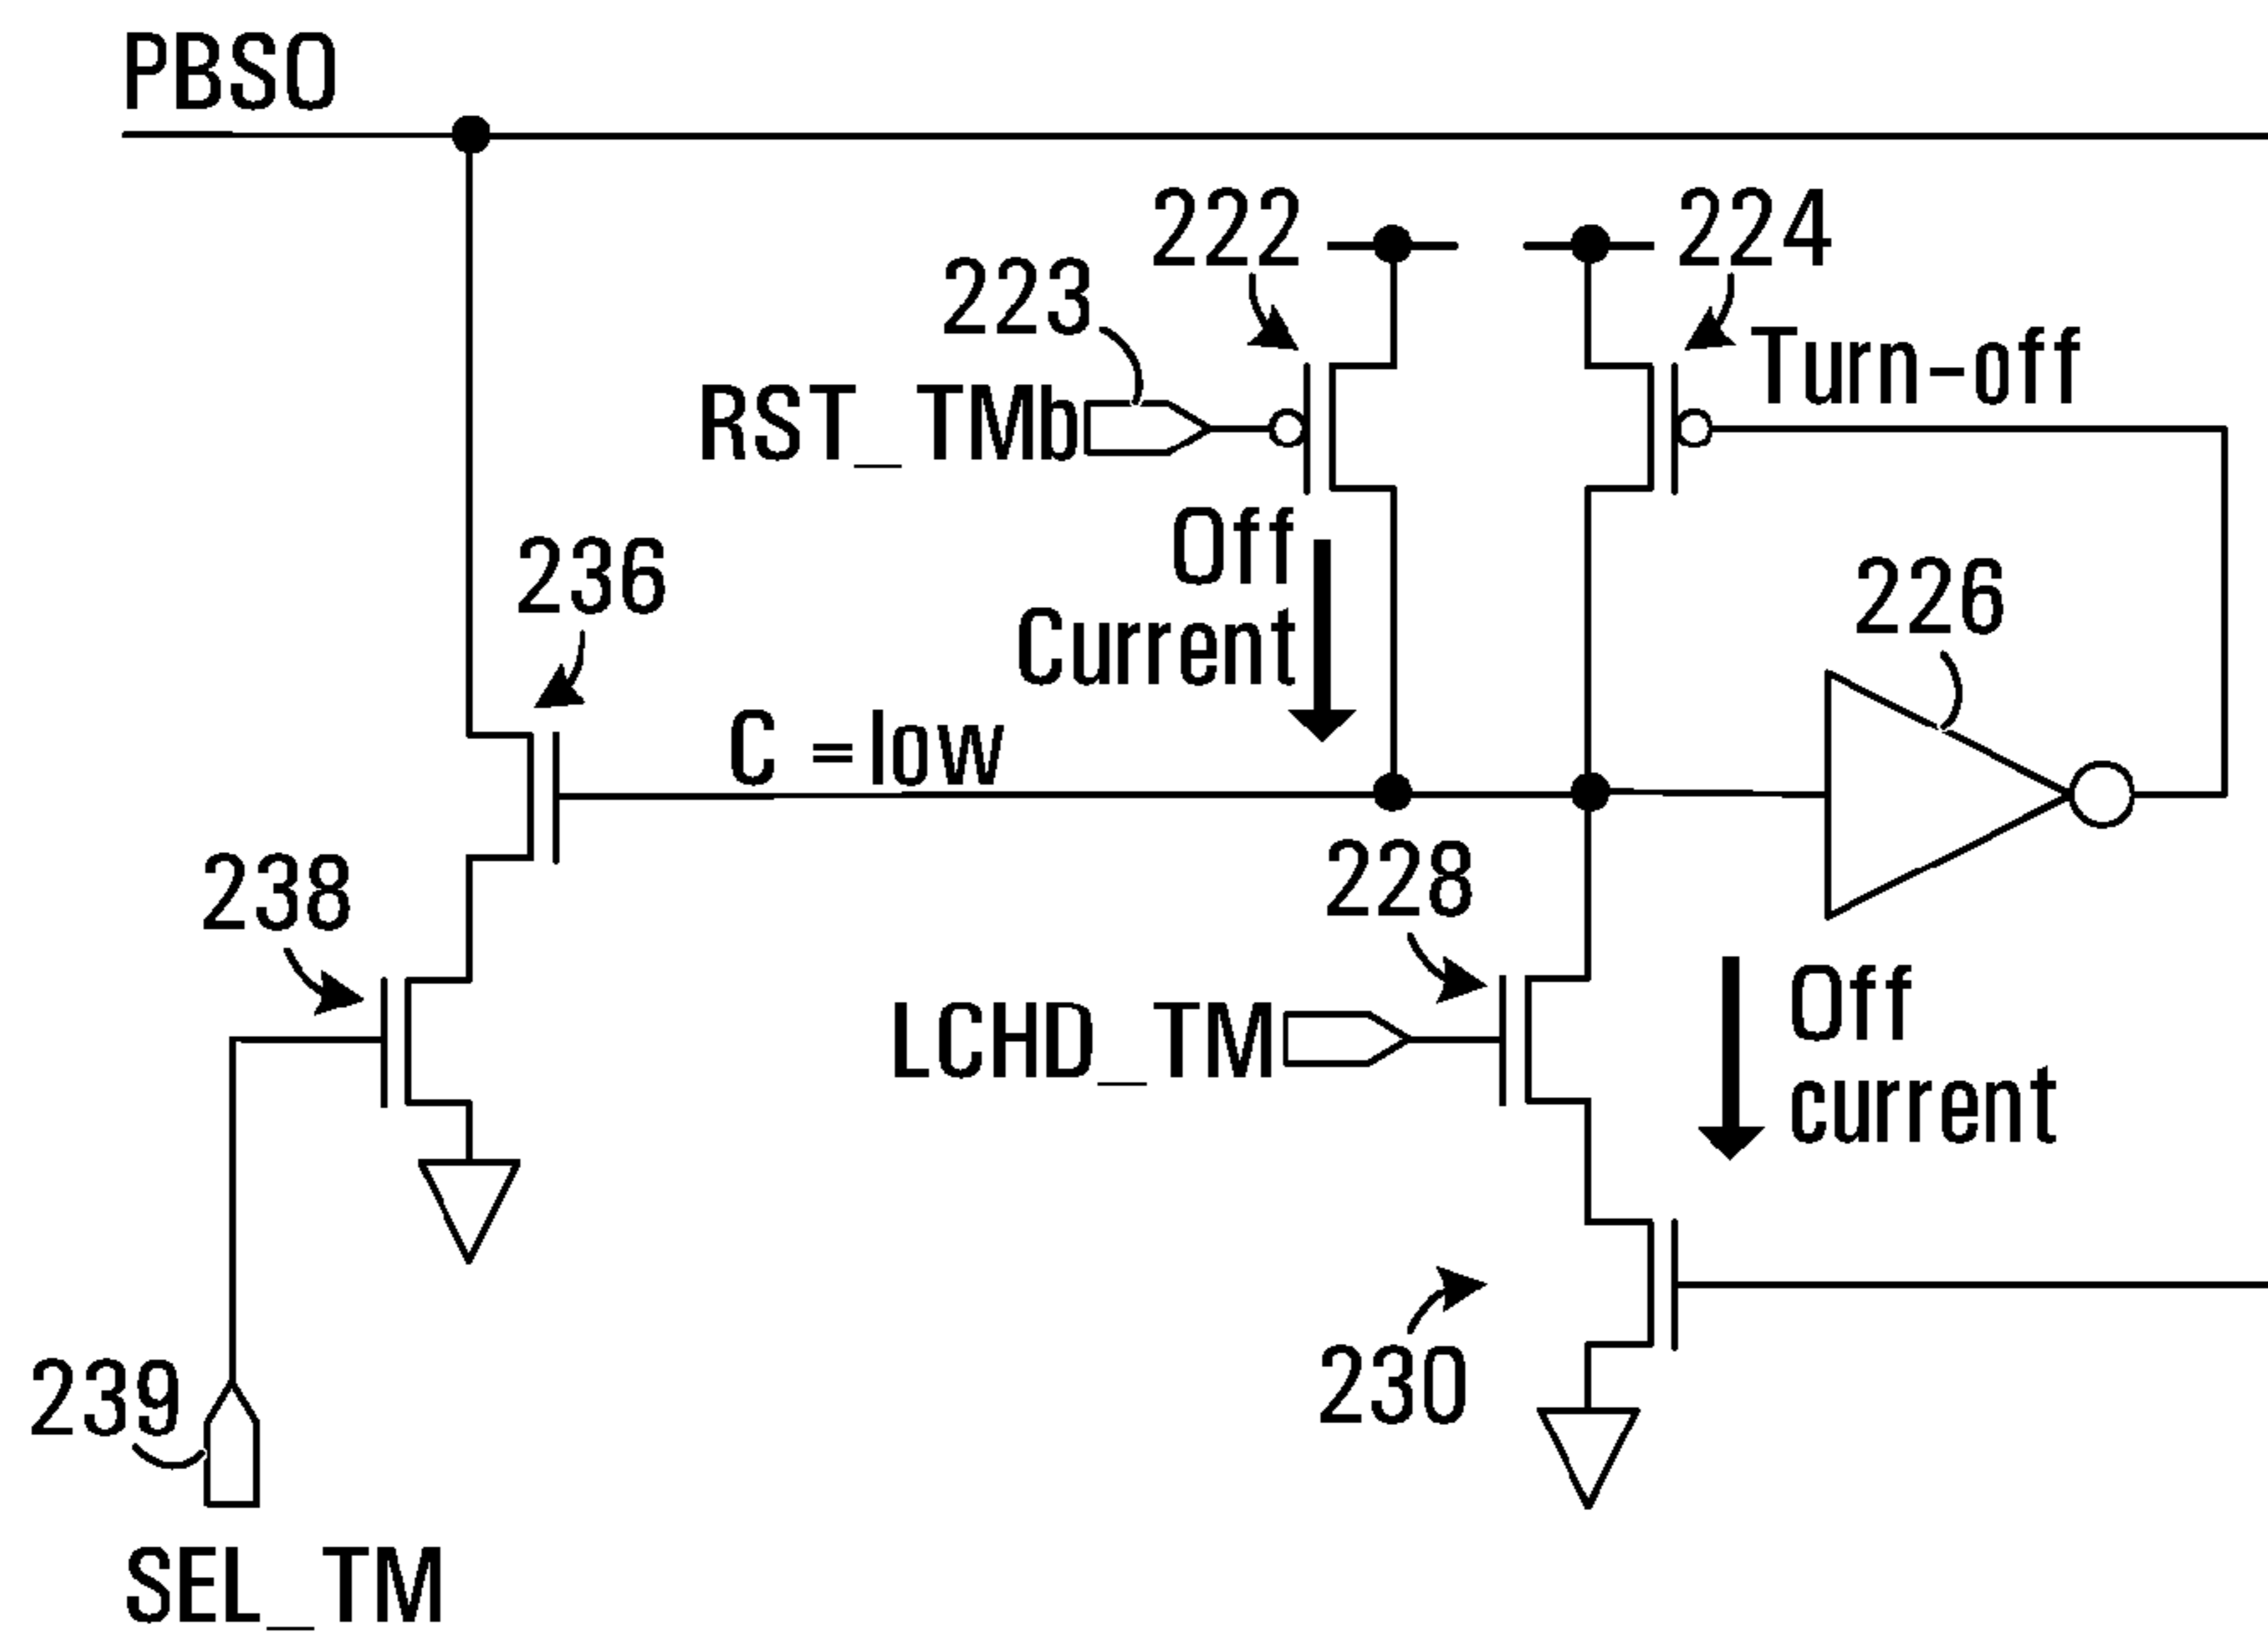 PBSO
222
224
223
Turn-off
RST_TMb
Off
Current
236
226
C = low
238
228
LCHD_TM
Off
current
230
239
SEL_TM